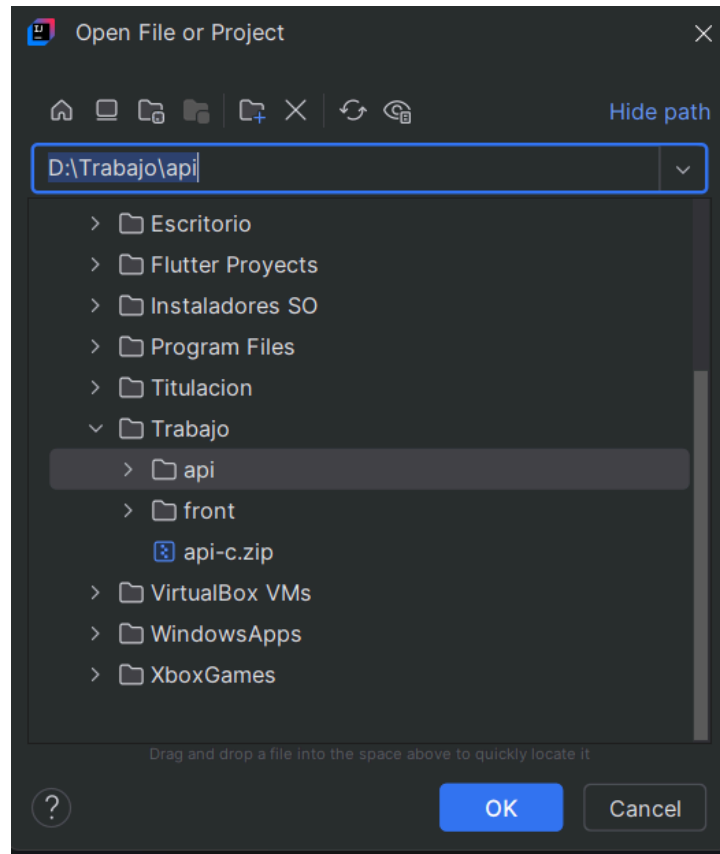 Open File or Project
Hide path
D:\Trabajo\api
Escritorio
Flutter Proyects
Instaladores SO
Program Files
Titulacion
Trabajo
api
front
api-c.zip
VirtualBox VMs
WindowsApps
XboxGames
Drag and drop a file into the space above to quickly locate it
?
OK Cancel